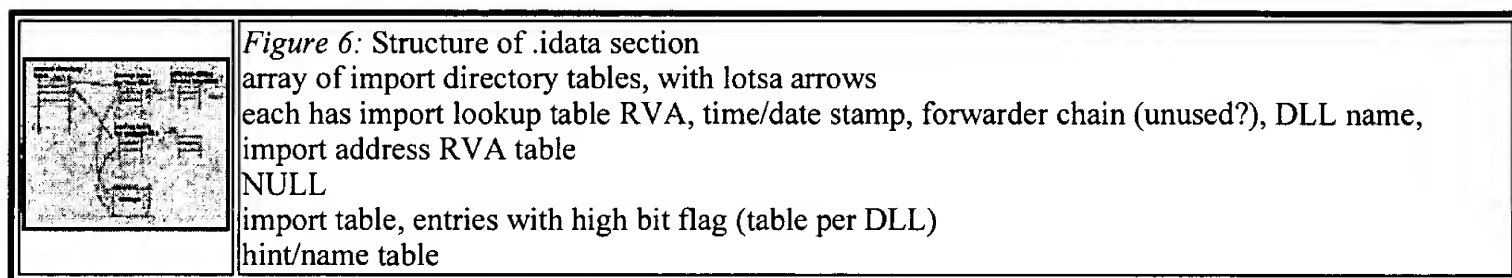 Figure 6: Structure of .idata section
array of import directory tables, with lotsa arrows
each has import lookup table RVA, time/date stamp, forwarder chain (unused?), DLL name,
import address RVA table
NULL
import table, entries with high bit flag (table per DLL)
hint/name table